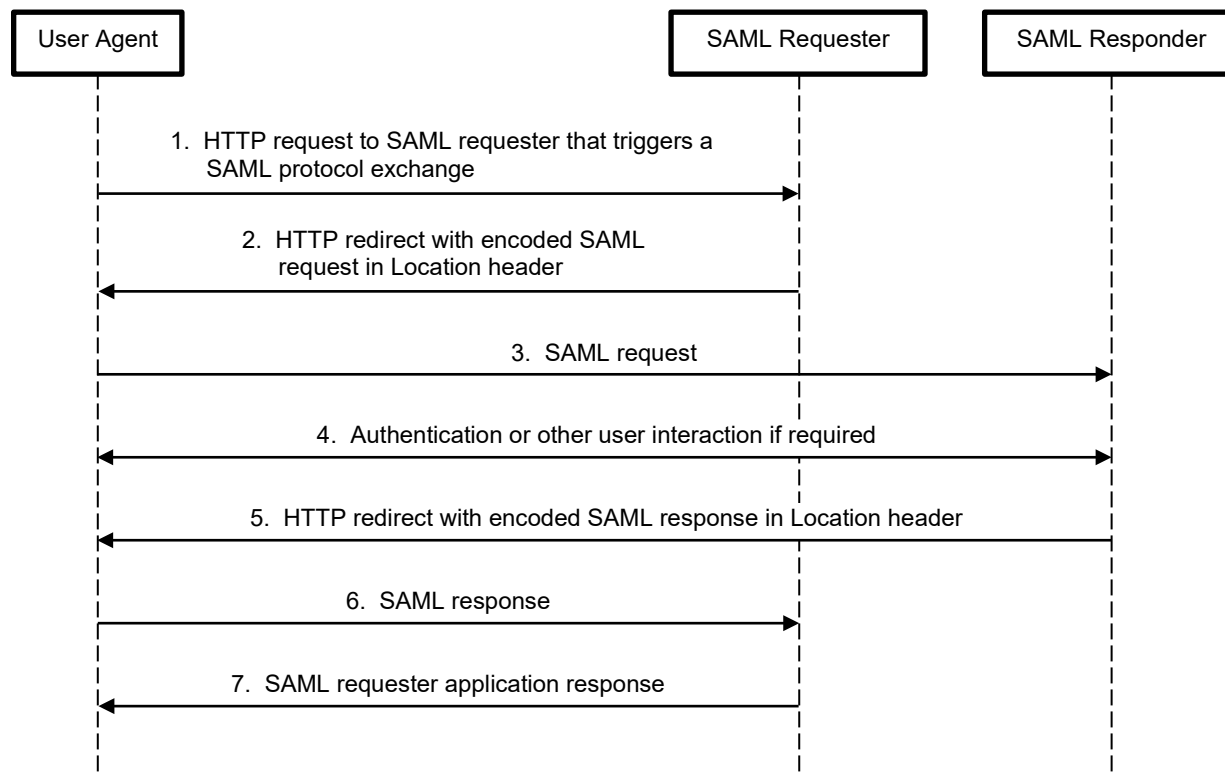 User Agent
SAML Requester
SAML Responder
1. HTTP request to SAML requester that triggers a
SAML protocol exchange
2. HTTP redirect with encoded SAML
request in Location header
3. SAML request
4. Authentication or other user interaction if required
5. HTTP redirect with encoded SAML response in Location header
6. SAML response
7. SAML requester application response